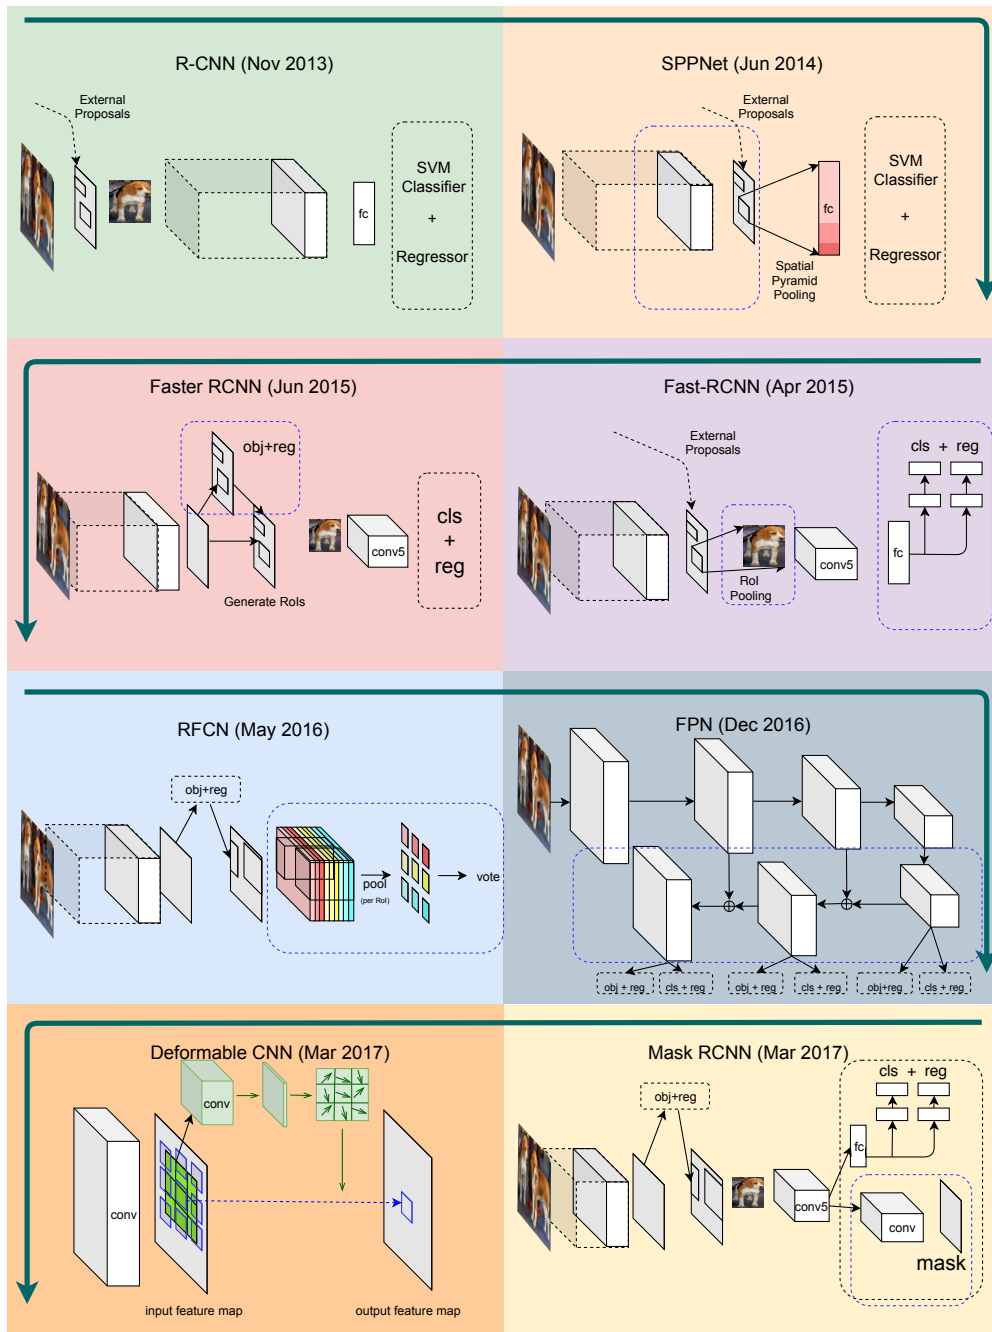 R-CNN (Nov 2013)
External
Proposals
fc
SVM
Classifier
+
Regressor
SPPNet (Jun 2014)
External
Proposals
fc
Spatial
Pyramid
Pooling
SVM
Classifier
+
Regressor
Faster RCNN (Jun 2015)
obj+reg
Generate RoIs
conv5
cls
+
reg
Fast-RCNN (Apr 2015)
External
Proposals
RoI
Pooling
conv5
fc
cls + reg
RFCN (May 2016)
obj+reg
pool
(per RoI)
vote
FPN (Dec 2016)
obj + reg
cls + reg
obj + reg
cls + reg
obj+reg
cls + reg
Deformable CNN (Mar 2017)
conv
conv
input feature map
output feature map
Mask RCNN (Mar 2017)
obj+reg
conv5
fc
cls + reg
conv
mask